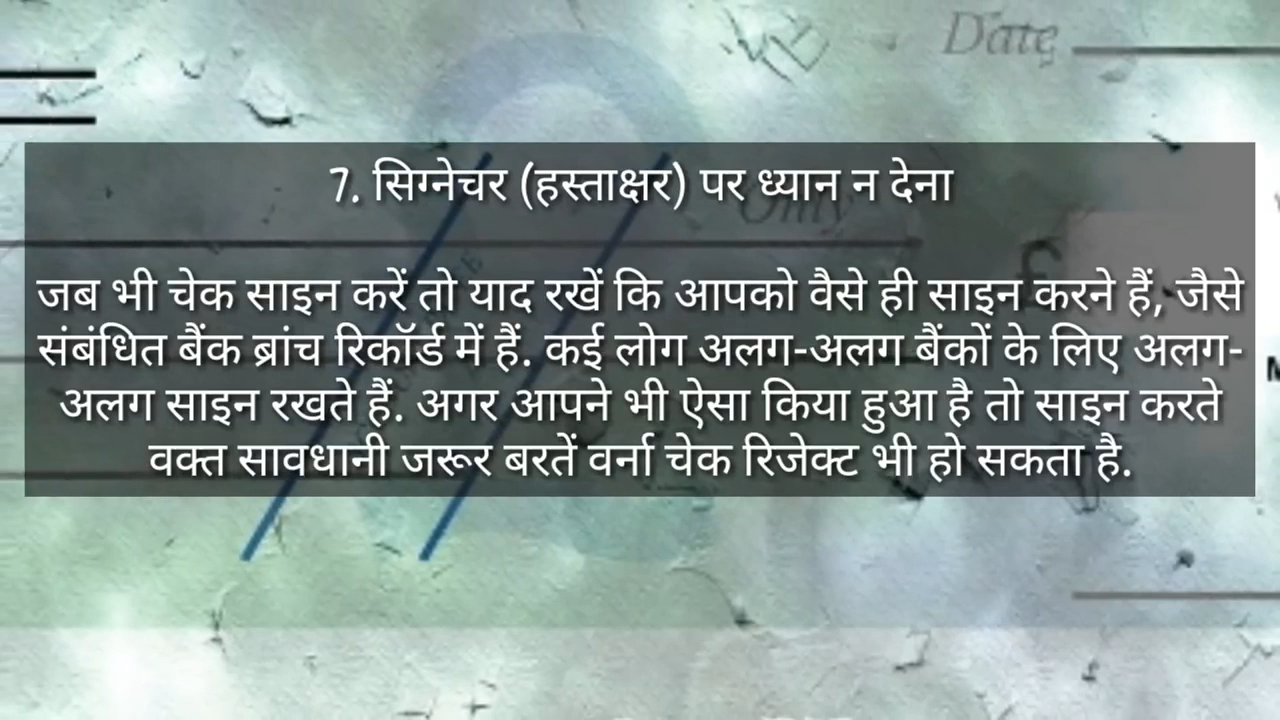 Date
7. सिग्नेचर (हस्ताक्षर) पर ध्यान न देना
Only
£
जब भी चेक साइन करें तो याद रखें कि आपको वैसे ही साइन करने हैं, जैसे
संबंधित बैंक ब्रांच रिकॉर्ड में हैं. कई लोग अलग-अलग बैंकों के लिए अलग-
अलग साइन रखते हैं. अगर आपने भी ऐसा किया हुआ है तो साइन करते
वक्त सावधानी जरूर बरतें वर्ना चेक रिजेक्ट भी हो सकता है.